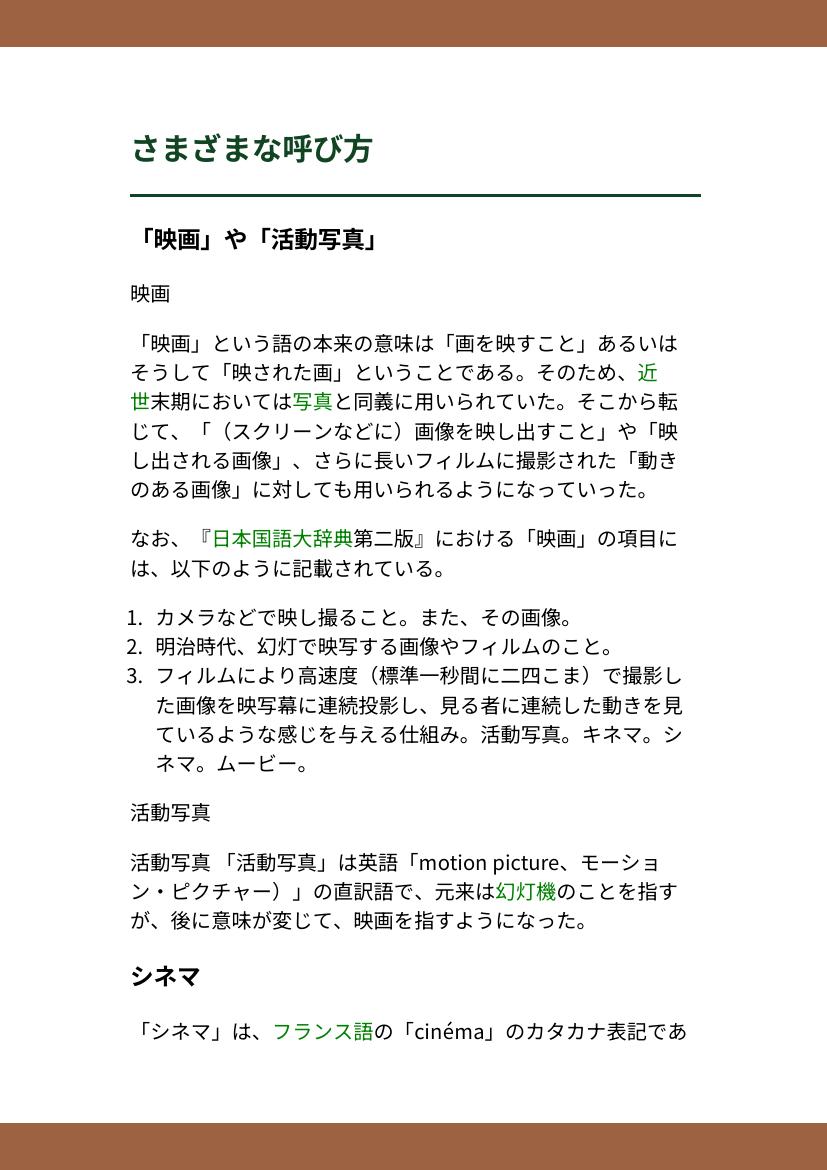 さまざまな呼び方
「映画」や「活動写真」
映画
「映画」という語の本来の意味は「画を映すこと」あるいは
そうして「映された画」ということである。そのため、近
世末期においては写真と同義に用いられていた。そこから転
じて、「（スクリーンなどに）画像を映し出すこと」や「映
し出される画像」、さらに長いフィルムに撮影された「動き
のある画像」に対しても用いられるようになっていった。
なお、『日本国語大辞典第二版』における「映画」の項目に
は、以下のように記載されている。
1. カメラなどで映し撮ること。また、その画像。
2. 明治時代、幻灯で映写する画像やフィルムのこと。
3. フィルムにより高速度（標準一秒間に二四こま）で撮影し
た画像を映写幕に連続投影し、見る者に連続した動きを見
ているような感じを与える仕組み。活動写真。キネマ。シ
ネマ。ムービー。
活動写真
活動写真 「活動写真」は英語「motion picture、モーショ
ン・ピクチャー）」の直訳語で、元来は幻灯機のことを指す
が、後に意味が変じて、映画を指すようになった。
シネマ
「シネマ」は、フランス語の「cinéma」のカタカナ表記であ